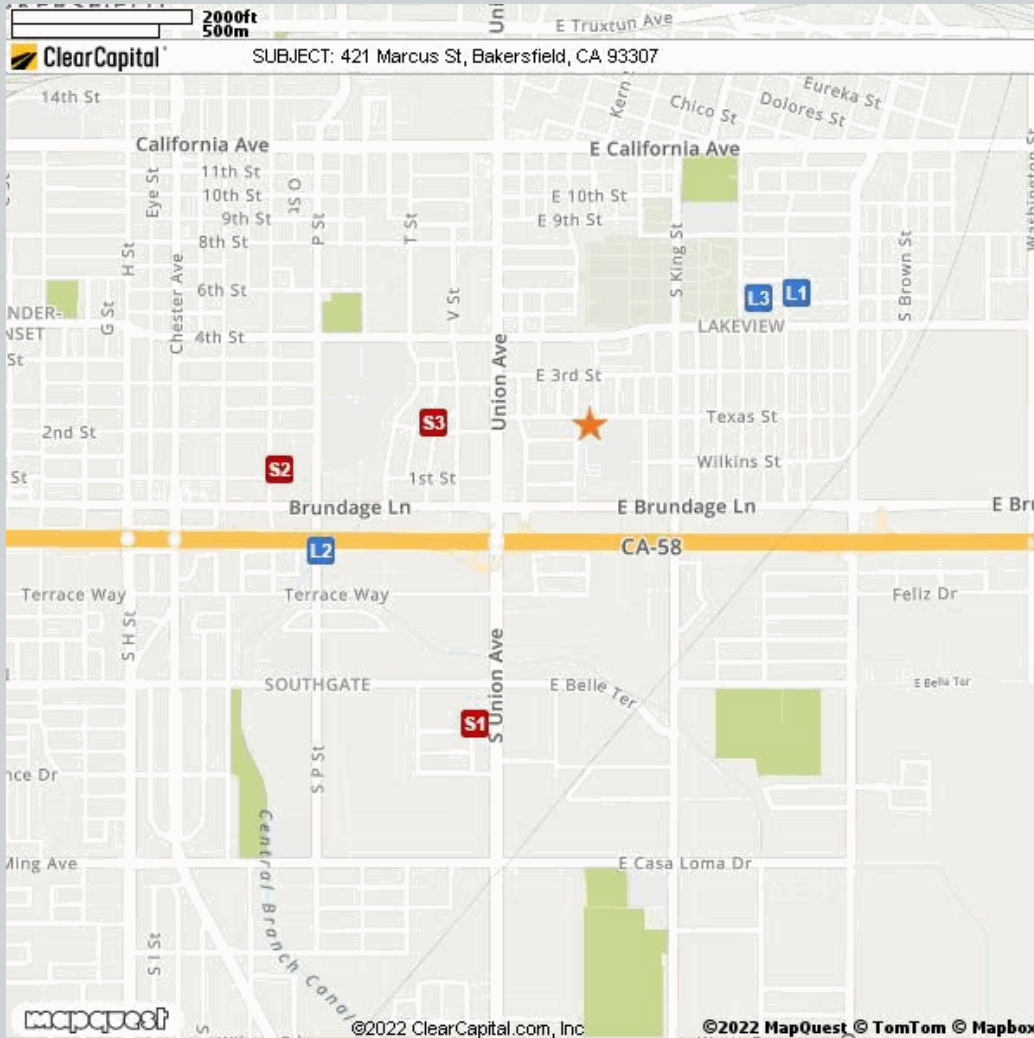 2000ft
500m
E Truxtun Ave
ClearCapital
SUBJECT: 421 Marcus St, Bakersfield, CA 93307
14th St
Eureka St
Chico St
Dolores St
California Ave
E California Ave
11th St
10th St
9th St
8th St
Eye St
O St
P St
T St
E 10th St
E 9th St
S King St
S Brown St
H St
G St
Chester Ave
6th St
V St
L3
L1
4th St
LAKEVIEW
Union Ave
E 3rd St
S3
Texas St
2nd St
S2
Wilkins St
St
1st St
Brundage Ln
E Brundage Ln
L2
CA-58
Terrace Way
Terrace Way
Feliz Dr
S H St
SOUTHGATE
S Union Ave
E Belle Ter
E Belle Ter
S1
S P St
Ming Ave
E Casa Loma Dr
Central Branch Canal
S I St
mapquest
©2022 ClearCapital.com, Inc
©2022 MapQuest © TomTom © Mapbox